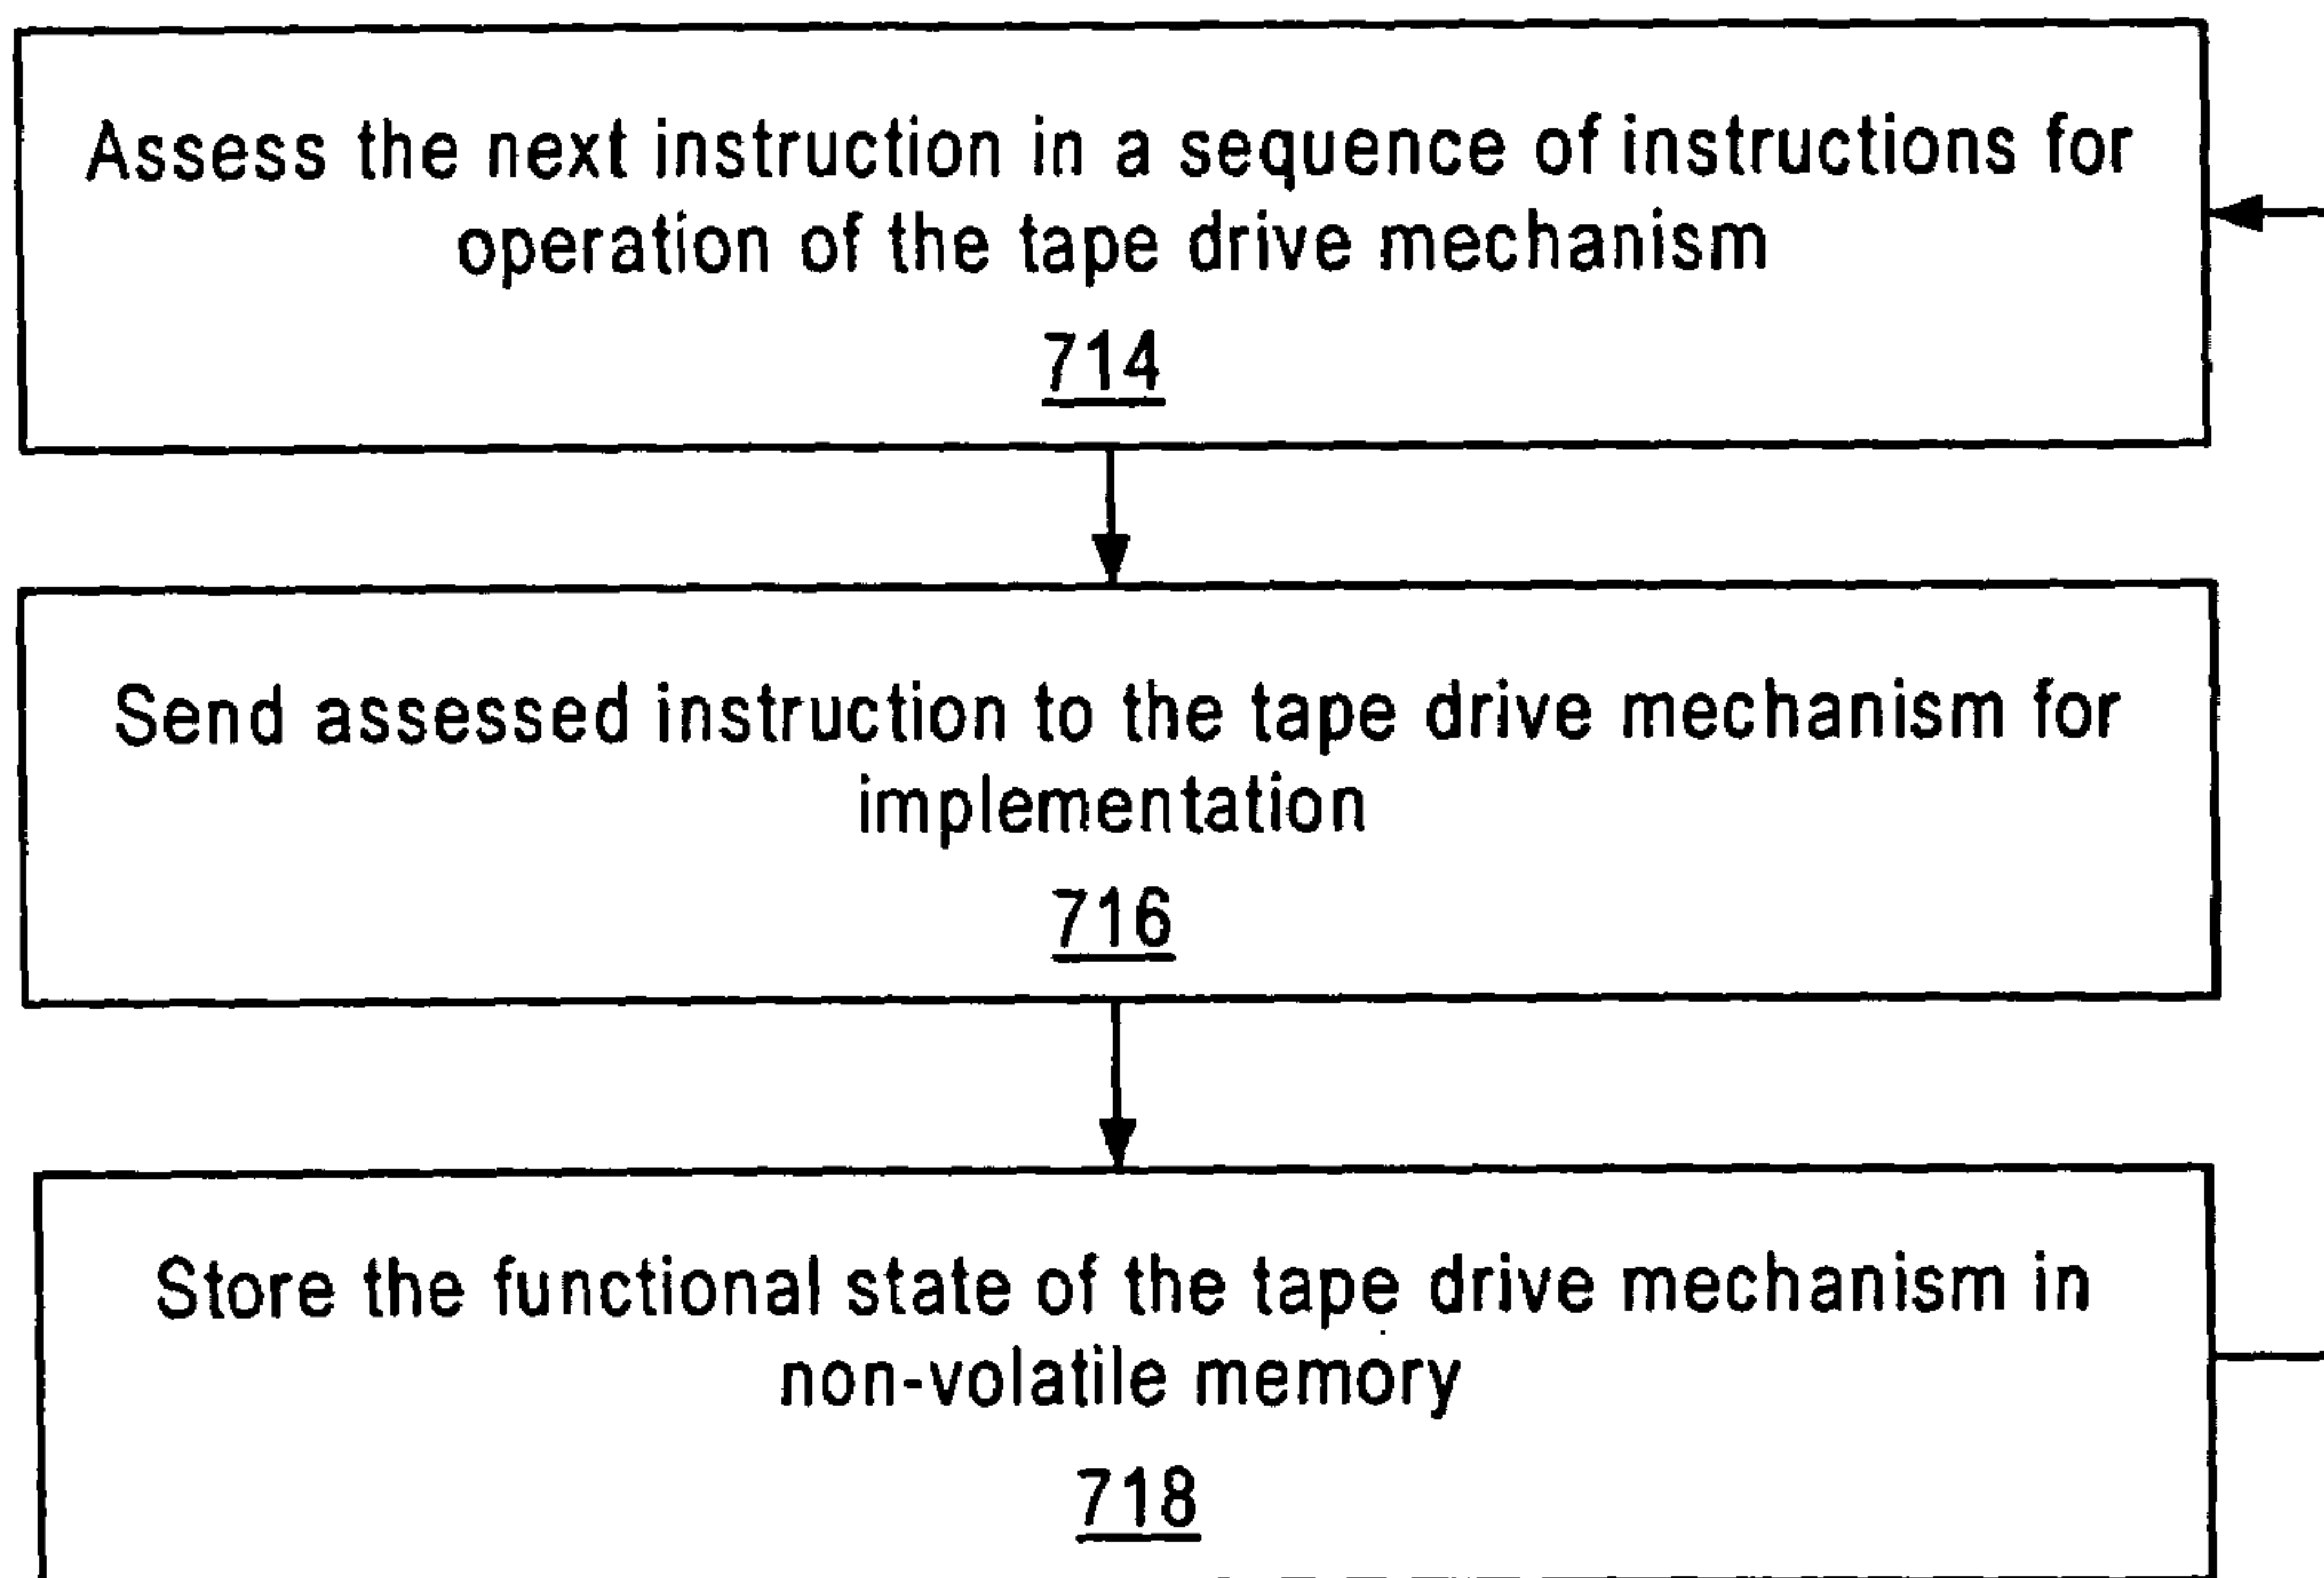 Assess the next instruction in a sequence of instructions for
operation of the tape drive mechanism
714
Send assessed instruction to the tape drive mechanism for
implementation
716
Store the functional state of the tape drive mechanism in
non-volatile memory
718